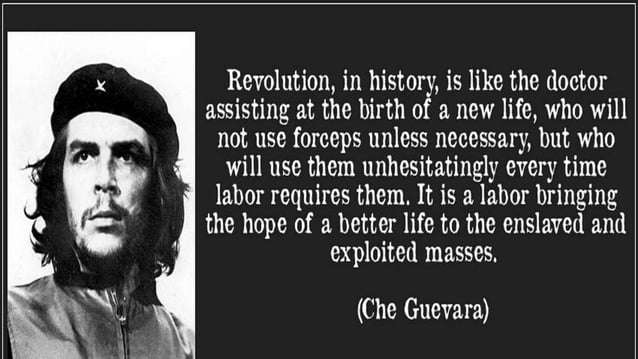 Revolution, in history, is like the doctor
assisting at the birth of a new life, who will
not use forceps unless necessary, but who
will use them unhesitatingly every time
labor requires them. It is a labor bringing
the hope of a better life to the enslaved and
exploited masses.
(Che Guevara)